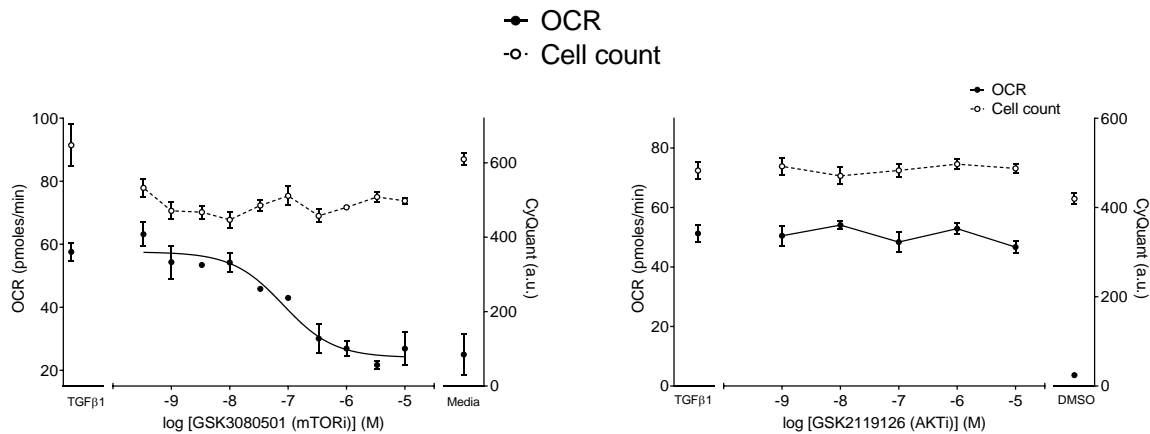 OCR
Cell count
OCR
Cell count
100
80
60
40
20
OCR (pmoles/min)
600
400
200
0
CyQuant (a.u.)
TGFβ1
-9
-8
-7
-6
-5
Media
log [GSK3080501 (mTORi)] (M)
80
60
40
20
0
OCR (pmoles/min)
600
400
200
0
CyQuant (a.u.)
TGFβ1
-9
-8
-7
-6
-5
DMSO
log [GSK2119126 (AKTi)] (M)